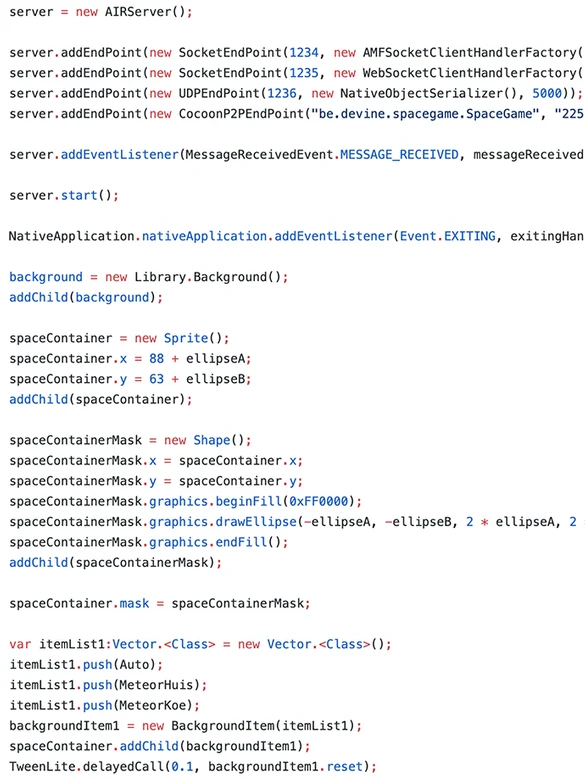 server = new AIRServer();
server.addEndPoint(new SocketEndPoint(1234, new AMFSocketClientHandlerFactory(
server.addEndPoint(new SocketEndPoint(1235, new WebSocketClientHandlerFactory(
server.addEndPoint(new UDPEndPoint(1236, new NativeObjectSerializer(), 5000));
server.addEndPoint(new CocoonP2PEndPoint("be.devine.spacegame.SpaceGame", "225
server.addEventListener(MessageReceivedEvent.MESSAGE_RECEIVED, messageReceived
server.start();
NativeApplication.nativeApplication.addEventListener(Event.EXITING, exitingHan
background = new Library.Background();
addChild(background);
spaceContainer = new Sprite();
spaceContainer.x = 88 + ellipseA;
spaceContainer.y = 63 + ellipseB;
addChild(spaceContainer);
spaceContainerMask = new Shape();
spaceContainerMask.x = spaceContainer.x;
spaceContainerMask.y = spaceContainer.y;
spaceContainerMask.graphics.beginFill(0xFF0000);
spaceContainerMask.graphics.drawEllipse(-ellipseA, -ellipseB, 2 * ellipseA, 2
spaceContainerMask.graphics.endFill();
addChild(spaceContainerMask);
spaceContainer.mask = spaceContainerMask;
var itemList1:Vector.<Class> = new Vector.<Class>();
itemList1.push(Auto);
itemList1.push(MeteorHuis);
itemList1.push(MeteorKoe);
backgroundItem1 = new BackgroundItem(itemList1);
spaceContainer.addChild(backgroundItem1);
TweenLite.delayedCall(0.1, backgroundItem1.reset);